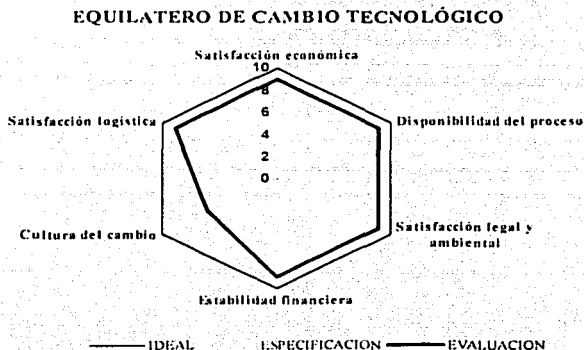 EQUILATERO DE CAMBIO TECNOLÓGICO
Satisfacción económica
10
8
6
4
2
0
Satisfacción logística
Disponibilidad del proceso
Cultura del cambio
Satisfacción legal y
ambiental
Estabilidad financiera
IDEAL ESPECIFICACION EVALUACION